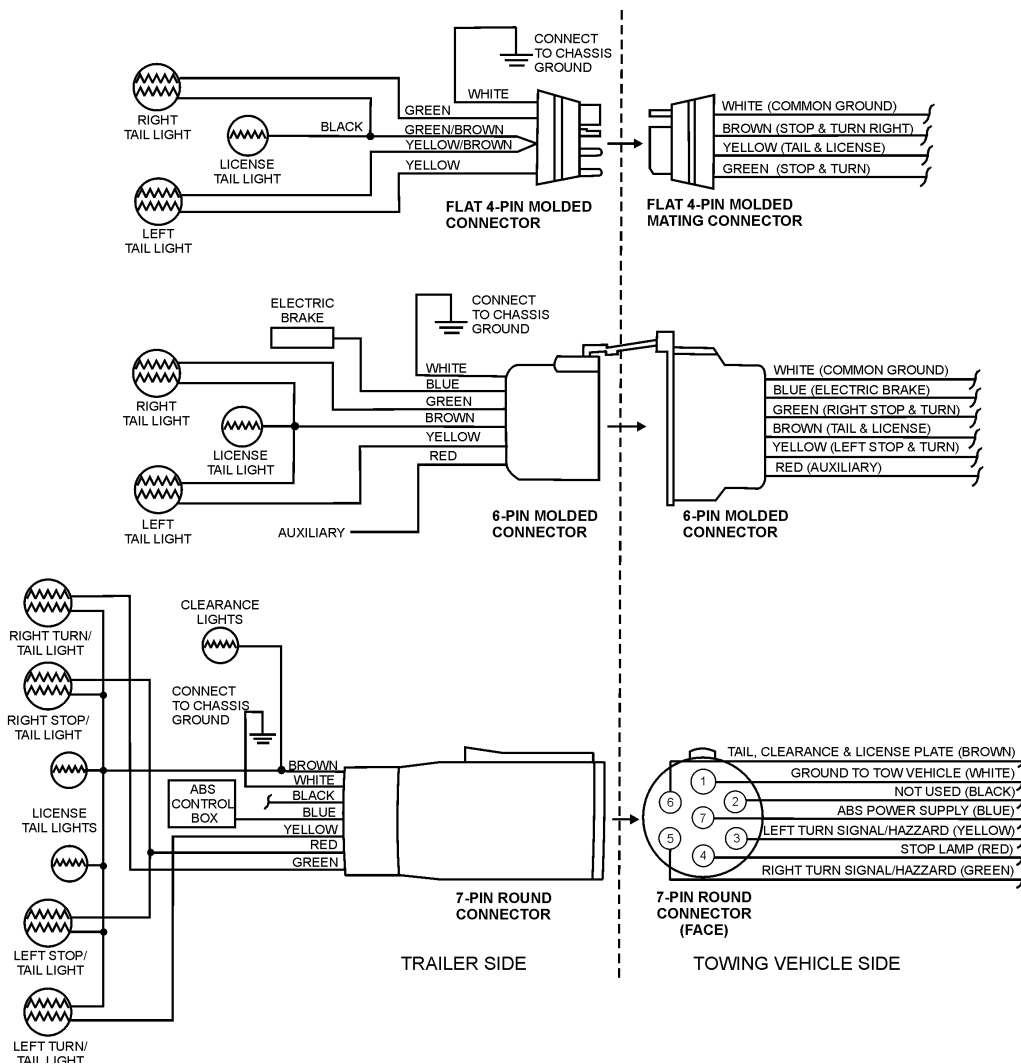 CONNECT
TO CHASSIS
GROUND
WHITE
GREEN
BLACK
GREEN/BROWN
YELLOW/BROWN
YELLOW
RIGHT
TAIL LIGHT
LICENSE
TAIL LIGHT
LEFT
TAIL LIGHT
FLAT 4-PIN MOLDED
CONNECTOR
WHITE (COMMON GROUND)
BROWN (STOP & TURN RIGHT)
YELLOW (TAIL & LICENSE)
GREEN (STOP & TURN)
FLAT 4-PIN MOLDED
MATING CONNECTOR
ELECTRIC
BRAKE
CONNECT
TO CHASSIS
GROUND
WHITE
BLUE
GREEN
BROWN
YELLOW
RED
RIGHT
TAIL LIGHT
LICENSE
TAIL LIGHT
LEFT
TAIL LIGHT
AUXILIARY
6-PIN MOLDED
CONNECTOR
WHITE (COMMON GROUND)
BLUE (ELECTRIC BRAKE)
GREEN (RIGHT STOP & TURN)
BROWN (TAIL & LICENSE)
YELLOW (LEFT STOP & TURN)
RED (AUXILIARY)
6-PIN MOLDED
CONNECTOR
RIGHT TURN/
TAIL LIGHT
RIGHT STOP/
TAIL LIGHT
LICENSE
TAIL LIGHTS
LEFT STOP/
TAIL LIGHT
LEFT TURN/
TAIL LIGHT
CLEARANCE
LIGHTS
CONNECT
TO CHASSIS
GROUND
ABS
CONTROL
BOX
BROWN
WHITE
BLACK
BLUE
YELLOW
RED
GREEN
7-PIN ROUND
CONNECTOR
1
2
3
4
5
6
7
TAIL, CLEARANCE & LICENSE PLATE (BROWN)
GROUND TO TOW VEHICLE (WHITE)
NOT USED (BLACK)
ABS POWER SUPPLY (BLUE)
LEFT TURN SIGNAL/HAZZARD (YELLOW)
STOP LAMP (RED)
RIGHT TURN SIGNAL/HAZZARD (GREEN)
7-PIN ROUND
CONNECTOR
(FACE)
TRAILER SIDE
TOWING VEHICLE SIDE